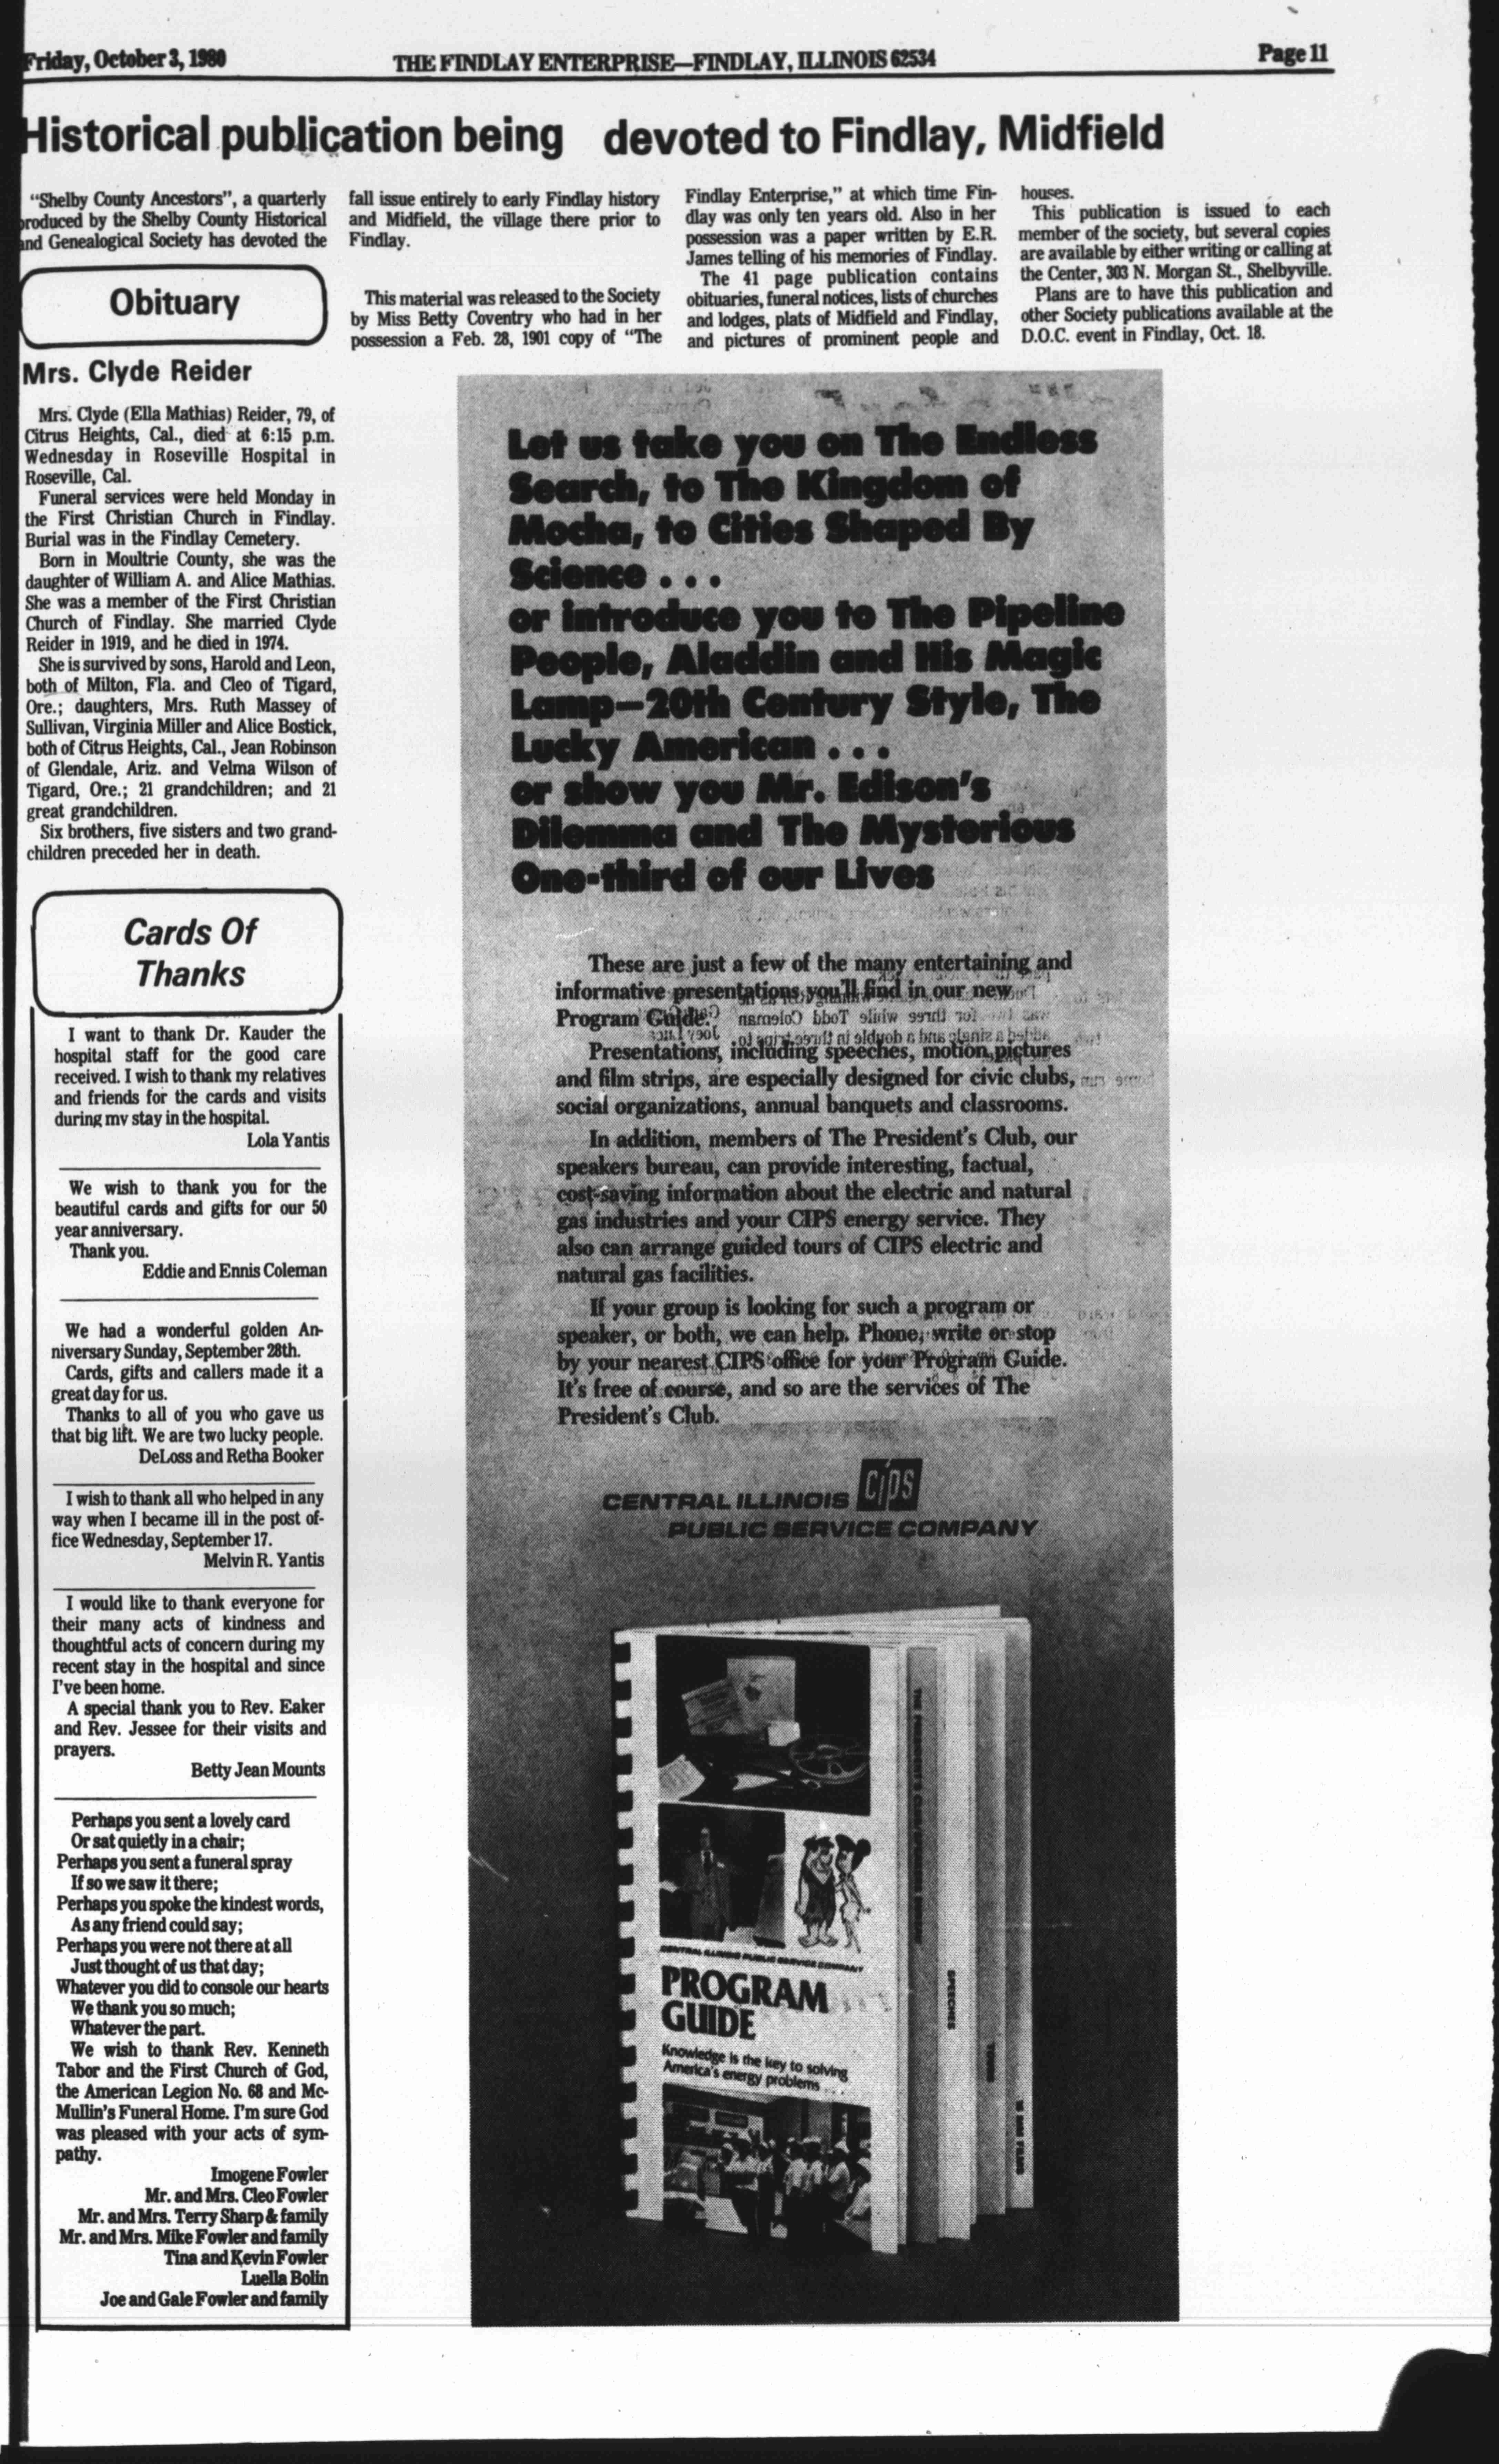 Friday, October 3, 1980
THE FINDLAY ENTERPRISE—FINDLAY, ILLINOIS 62534
Page 11
Historical publication being devoted to Findlay, Midfield
"Shelby County Ancestors", a quarterly
produced by the Shelby County Historical
and Genealogical Society has devoted the
fall issue entirely to early Findlay history
and Midfield, the village there prior to
Findlay.
This material was released to the Society
by Miss Betty Coventry who had in her
possession a Feb. 28, 1901 copy of "The
Findlay Enterprise," at which time Fin-
dlay was only ten years old. Also in her
possession was a paper written by E.R.
James telling of his memories of Findlay.
The 41 page publication contains
obituaries, funeral notices, lists of churches
and lodges, plats of Midfield and Findlay,
and pictures of prominent people and
houses.
This publication is issued to each
member of the society, but several copies
are available by either writing or calling at
the Center, 303 N. Morgan St., Shelbyville.
Plans are to have this publication and
other Society publications available at the
D.O.C. event in Findlay, Oct. 18.
Obituary
Mrs. Clyde Reider
Mrs. Clyde (Ella Mathias) Reider, 79, of
Citrus Heights, Cal., died at 6:15 p.m.
Wednesday in Roseville Hospital in
Roseville, Cal.
Funeral services were held Monday in
the First Christian Church in Findlay.
Burial was in the Findlay Cemetery.
Born in Moultrie County, she was the
daughter of William A. and Alice Mathias.
She was a member of the First Christian
Church of Findlay. She married Clyde
Reider in 1919, and he died in 1974.
She is survived by sons, Harold and Leon,
both of Milton, Fla. and Cleo of Tigard,
Ore.; daughters, Mrs. Ruth Massey of
Sullivan, Virginia Miller and Alice Bostick,
both of Citrus Heights, Cal., Jean Robinson
of Glendale, Ariz. and Velma Wilson of
Tigard, Ore.; 21 grandchildren; and 21
great grandchildren.
Six brothers, five sisters and two grand-
children preceded her in death.
Cards Of
Thanks
I want to thank Dr. Kauder the
hospital staff for the good care
received. I wish to thank my relatives
and friends for the cards and visits
during my stay in the hospital.
Lola Yantis
We wish to thank you for the
beautiful cards and gifts for our 50
year anniversary.
Thank you.
Eddie and Ennis Coleman
We had a wonderful golden An-
niversary Sunday, September 28th.
Cards, gifts and callers made it a
great day for us.
Thanks to all of you who gave us
that big lift. We are two lucky people.
DeLoss and Retha Booker
I wish to thank all who helped in any
way when I became ill in the post of-
fice Wednesday, September 17.
Melvin R. Yantis
I would like to thank everyone for
their many acts of kindness and
thoughtful acts of concern during my
recent stay in the hospital and since
I've been home.
A special thank you to Rev. Eaker
and Rev. Jessee for their visits and
prayers.
Betty Jean Mounts
Perhaps you sent a lovely card
Or sat quietly in a chair;
Perhaps you sent a funeral spray
If so we saw it there;
Perhaps you spoke the kindest words,
As any friend could say;
Perhaps you were not there at all
Just thought of us that day;
Whatever you did to console our hearts
We thank you so much;
Whatever the part.
We wish to thank Rev. Kenneth
Tabor and the First Church of God,
the American Legion No. 68 and Mc-
Mullin's Funeral Home. I'm sure God
was pleased with your acts of sym-
pathy.
Imogene Fowler
Mr. and Mrs. Cleo Fowler
Mr. and Mrs. Terry Sharp & family
Mr. and Mrs. Mike Fowler and family
Tina and Kevin Fowler
Luella Bolin
Joe and Gale Fowler and family
Let us take you on The Endless
Search, to The Kingdom of
Mocha, to Cities Shaped By
Science . . .
or introduce you to The Pipeline
People, Aladdin and His Magic
Lamp—20th Century Style, The
Lucky American . . .
or show you Mr. Edison's
Dilemma and The Mysterious
One-third of our Lives
These are just a few of the many entertaining and
informative presentations you'll find in our new
Program Guide.
Presentations, including speeches, motion pictures
and film strips, are especially designed for civic clubs,
social organizations, annual banquets and classrooms.
In addition, members of The President's Club, our
speakers bureau, can provide interesting, factual,
cost-saving information about the electric and natural
gas industries and your CIPS energy service. They
also can arrange guided tours of CIPS electric and
natural gas facilities.
If your group is looking for such a program or
speaker, or both, we can help. Phone, write or stop
by your nearest CIPS office for your Program Guide.
It's free of course, and so are the services of The
President's Club.
CENTRAL ILLINOIS CIPS
PUBLIC SERVICE COMPANY
CENTRAL ILLINOIS PUBLIC SERVICE COMPANY
PROGRAM
GUIDE
Knowledge is the key to solving
America's energy problems . . .
SPEECHES
TOURS